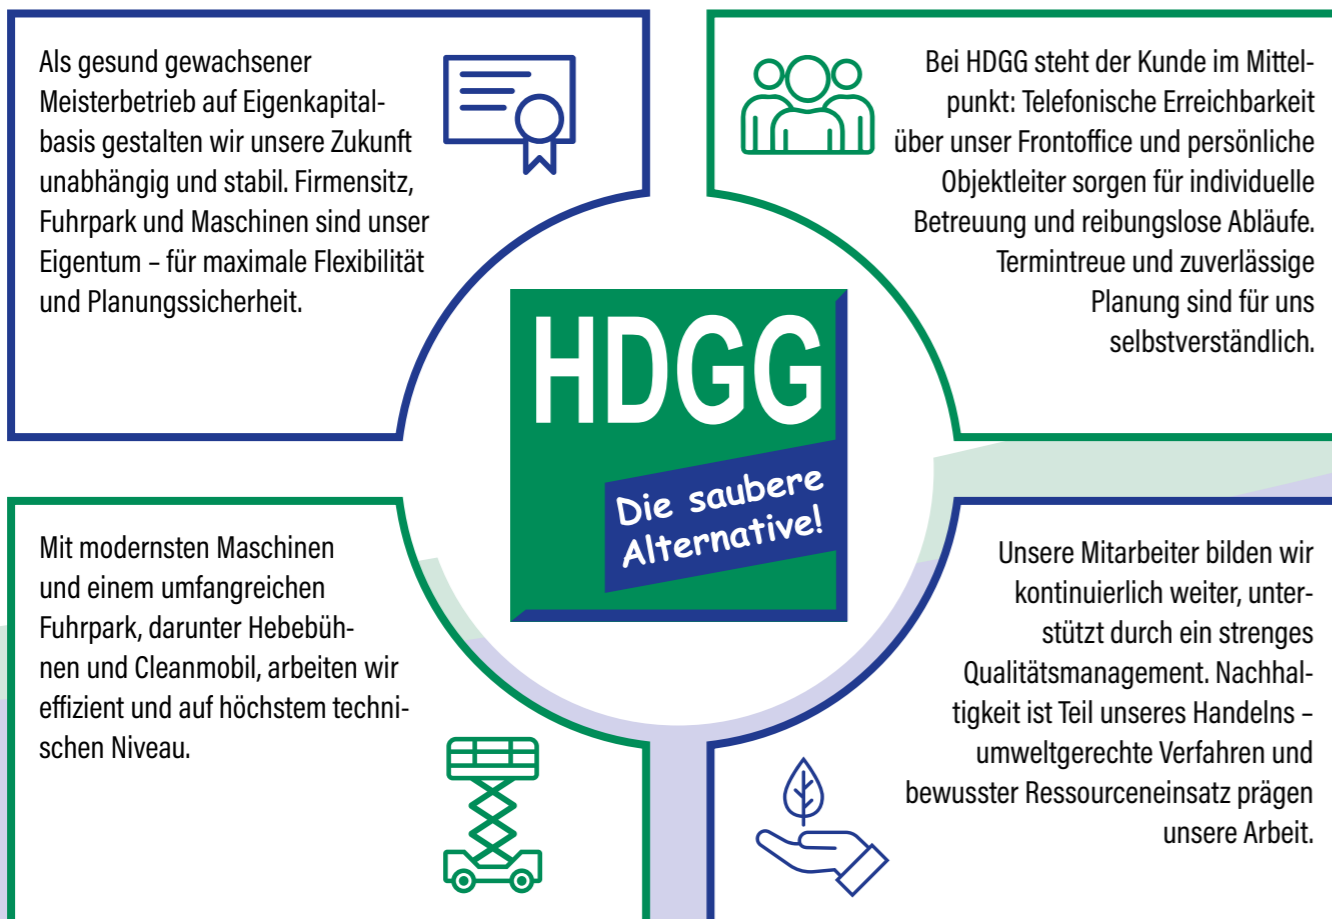 Als gesund gewachsener
Meisterbetrieb auf Eigenkapital-
basis gestalten wir unsere Zukunft
unabhängig und stabil. Firmensitz,
Fuhrpark und Maschinen sind unser
Eigentum – für maximale Flexibilität
und Planungssicherheit.
Bei HDGG steht der Kunde im Mittel-
punkt: Telefonische Erreichbarkeit
über unser Frontoffice und persönliche
Objektleiter sorgen für individuelle
Betreuung und reibungslose Abläufe.
Termintreue und zuverlässige
Planung sind für uns
selbstverständlich.
HDGG
Die saubere
Alternative!
Mit modernsten Maschinen
und einem umfangreichen
Fuhrpark, darunter Hebebüh-
nen und Cleanmobil, arbeiten wir
effizient und auf höchstem techni-
schen Niveau.
Unsere Mitarbeiter bilden wir
kontinuierlich weiter, unter-
stützt durch ein strenges
Qualitätsmanagement. Nachhal-
tigkeit ist Teil unseres Handelns –
umweltgerechte Verfahren und
bewusster Ressourceneinsatz prägen
unsere Arbeit.